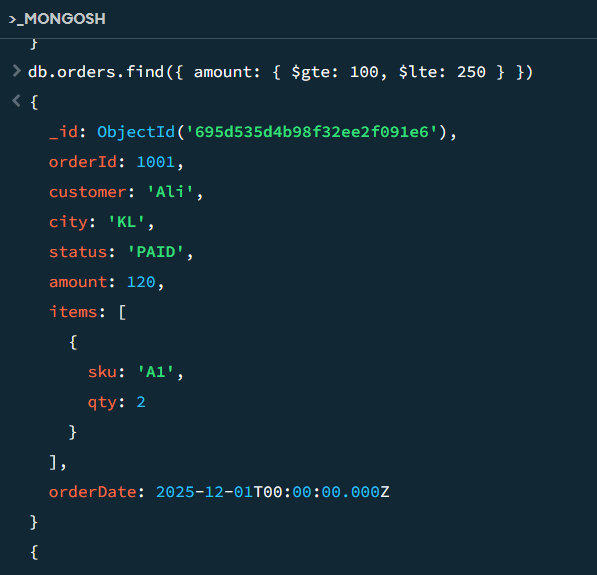 >_MONGOSH
}
> db.orders.find({ amount: { $gte: 100, $lte: 250 } })
< {
_id: ObjectId('695d535d4b98f32ee2f091e6'),
orderId: 1001,
customer: 'Ali',
city: 'KL',
status: 'PAID',
amount: 120,
items: [
{
sku: 'A1',
qty: 2
}
],
orderDate: 2025-12-01T00:00:00.000Z
}
{